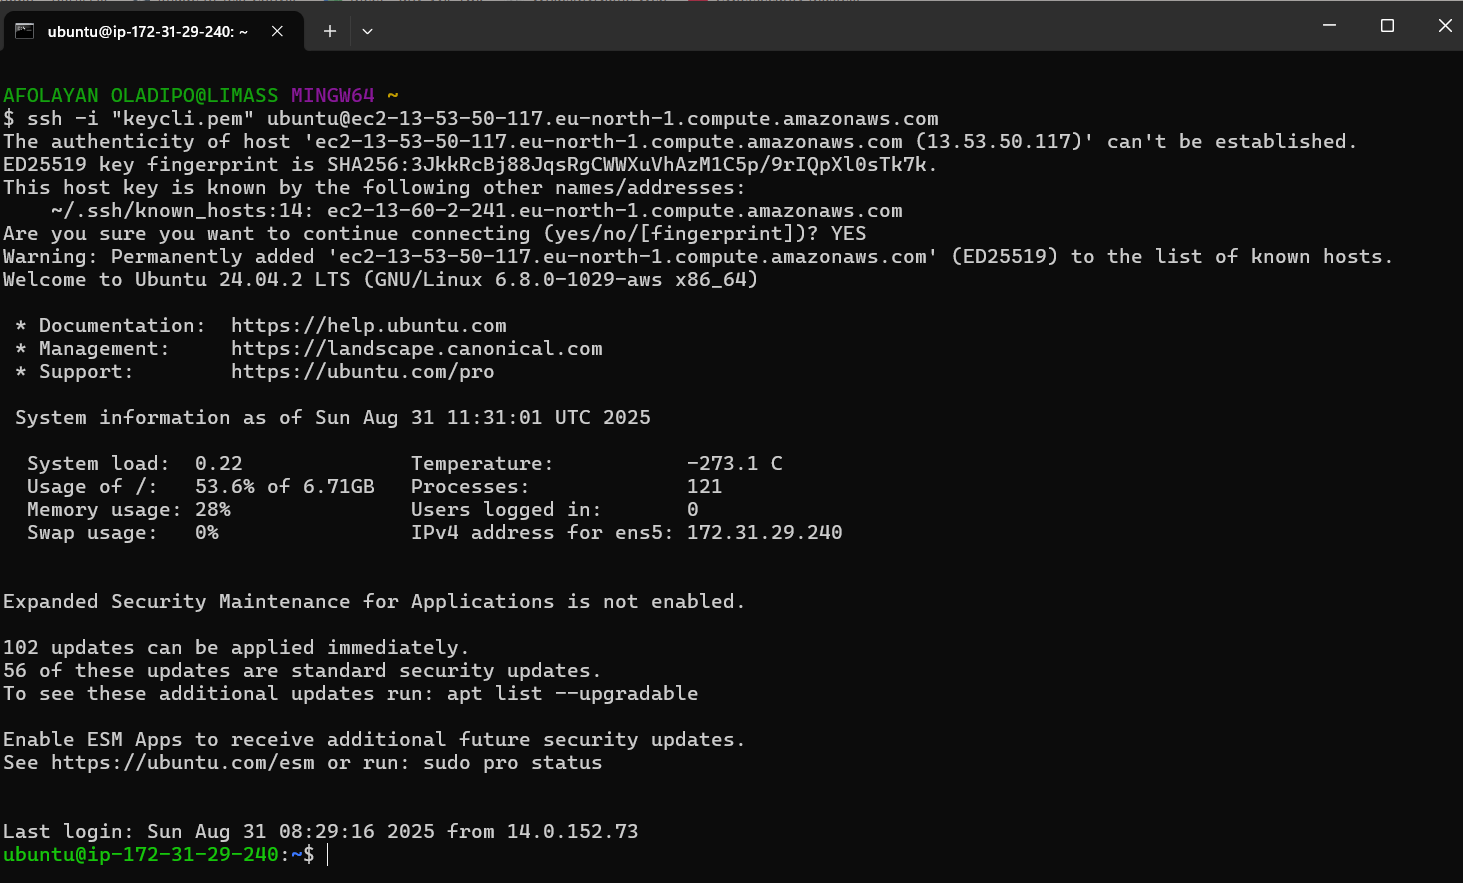 ubuntu@ip-172-31-29-240: ~
AFOLAYAN OLADIPO@LIMASS MINGW64 ~
$ ssh -i "keycli.pem" ubuntu@ec2-13-53-50-117.eu-north-1.compute.amazonaws.com
The authenticity of host 'ec2-13-53-50-117.eu-north-1.compute.amazonaws.com (13.53.50.117)' can't be established.
ED25519 key fingerprint is SHA256:3JkkRcBj88JqsRgCWWXuVhAzM1C5p/9rIQpXl0sTk7k.
This host key is known by the following other names/addresses:
    ~/.ssh/known_hosts:14: ec2-13-60-2-241.eu-north-1.compute.amazonaws.com
Are you sure you want to continue connecting (yes/no/[fingerprint])? YES
Warning: Permanently added 'ec2-13-53-50-117.eu-north-1.compute.amazonaws.com' (ED25519) to the list of known hosts.
Welcome to Ubuntu 24.04.2 LTS (GNU/Linux 6.8.0-1029-aws x86_64)

 * Documentation:  https://help.ubuntu.com
 * Management:     https://landscape.canonical.com
 * Support:        https://ubuntu.com/pro

 System information as of Sun Aug 31 11:31:01 UTC 2025

  System load:  0.22              Temperature:           -273.1 C
  Usage of /:   53.6% of 6.71GB   Processes:             121
  Memory usage: 28%               Users logged in:       0
  Swap usage:   0%                IPv4 address for ens5: 172.31.29.240

Expanded Security Maintenance for Applications is not enabled.

102 updates can be applied immediately.
56 of these updates are standard security updates.
To see these additional updates run: apt list --upgradable

Enable ESM Apps to receive additional future security updates.
See https://ubuntu.com/esm or run: sudo pro status

Last login: Sun Aug 31 08:29:16 2025 from 14.0.152.73
ubuntu@ip-172-31-29-240:~$